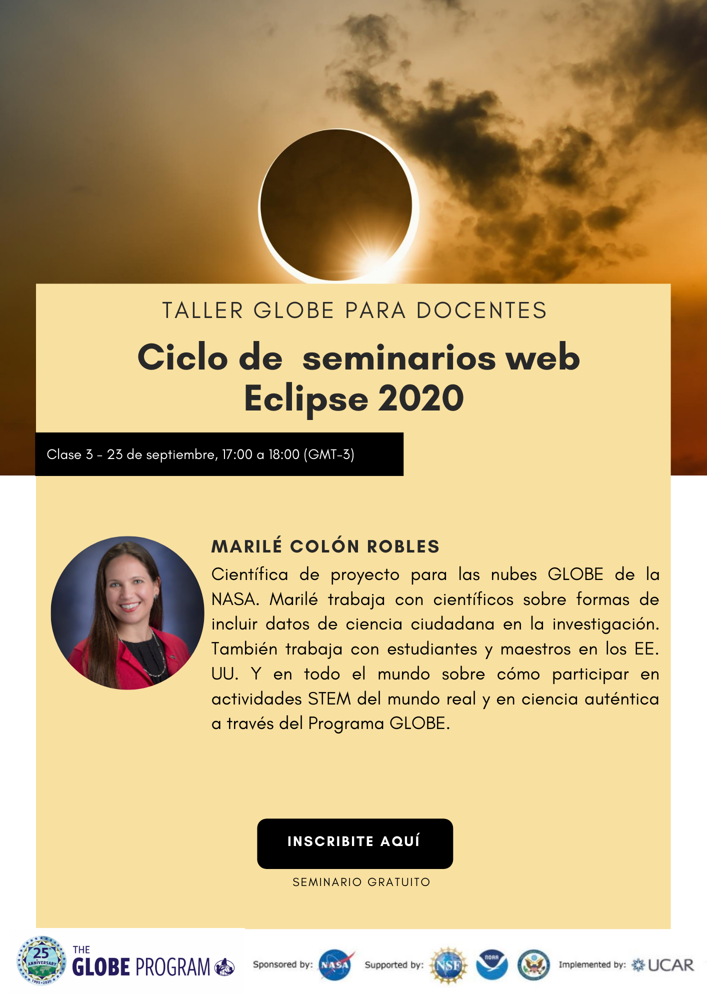 TALLER GLOBE PARA DOCENTES
Ciclo de seminarios web
Eclipse 2020
Clase 3 - 23 de septiembre, 17:00 a 18:00 (GMT-3)
MARILÉ COLÓN ROBLES
Científica de proyecto para las nubes GLOBE de la
NASA. Marilé trabaja con científicos sobre formas de
incluir datos de ciencia ciudadana en la investigación.
También trabaja con estudiantes y maestros en los EE.
UU. Y en todo el mundo sobre cómo participar en
actividades STEM del mundo real y en ciencia auténtica
a través del Programa GLOBE.
INSCRIBITE AQUÍ
SEMINARIO GRATUITO
25TH
ANNIVERSARY
1995•2020
THE
GLOBE PROGRAM
Sponsored by: NASA Supported by: NSF NOAA Implemented by: UCAR